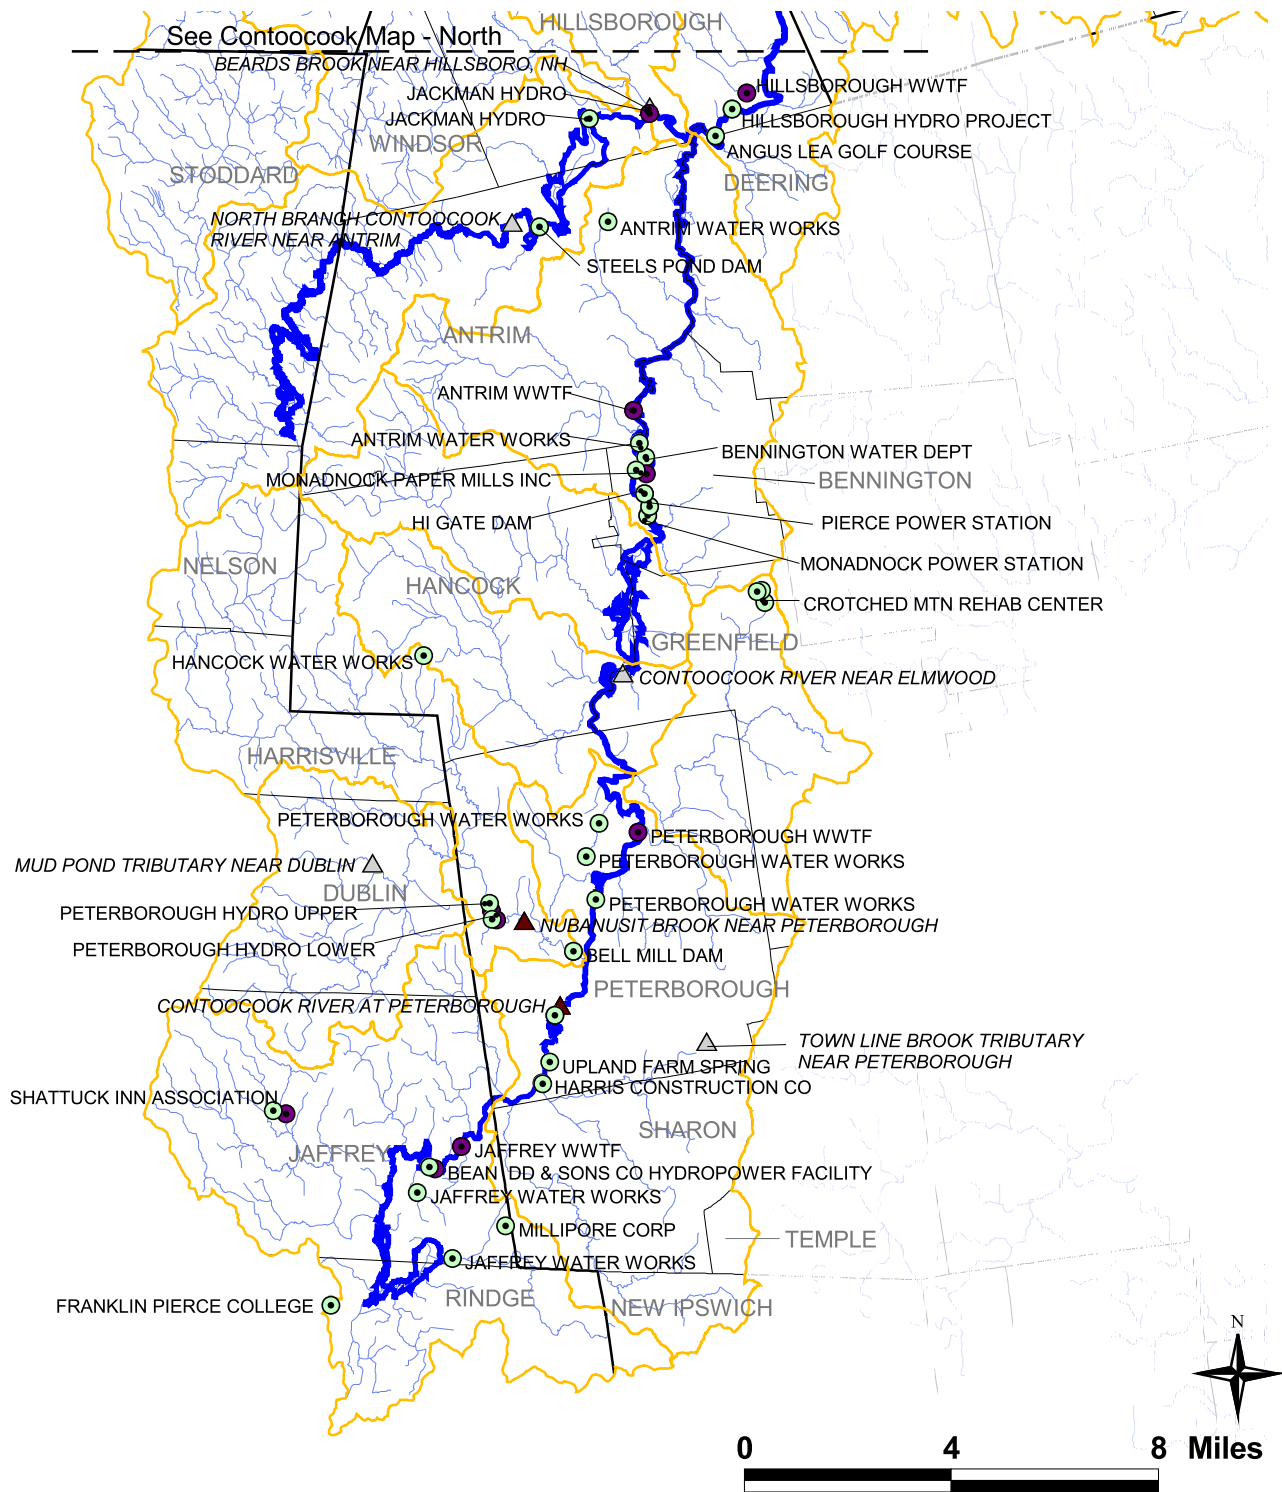 HILLSBOROUGH
See Contoocook Map - North
BEARDS BROOK NEAR HILLSBORO, NH
HILLSBOROUGH WWTF
JACKMAN HYDRO
JACKMAN HYDRO
HILLSBOROUGH HYDRO PROJECT
WINDSOR
ANGUS LEA GOLF COURSE
STODDARD
DEERING
NORTH BRANCH CONTOOCOOK
RIVER NEAR ANTRIM
ANTRIM WATER WORKS
STEELS POND DAM
ANTRIM
ANTRIM WWTF
ANTRIM WATER WORKS
BENNINGTON WATER DEPT
MONADNOCK PAPER MILLS INC
BENNINGTON
HI GATE DAM
PIERCE POWER STATION
MONADNOCK POWER STATION
NELSON
HANCOCK
CROTCHED MTN REHAB CENTER
GREENFIELD
HANCOCK WATER WORKS
CONTOOCOOK RIVER NEAR ELMWOOD
HARRISVILLE
PETERBOROUGH WATER WORKS
PETERBOROUGH WWTF
MUD POND TRIBUTARY NEAR DUBLIN
PETERBOROUGH WATER WORKS
DUBLIN
PETERBOROUGH WATER WORKS
PETERBOROUGH HYDRO UPPER
NUBANUSIT BROOK NEAR PETERBOROUGH
PETERBOROUGH HYDRO LOWER
BELL MILL DAM
PETERBOROUGH
CONTOOCOOK RIVER AT PETERBOROUGH
TOWN LINE BROOK TRIBUTARY
NEAR PETERBOROUGH
UPLAND FARM SPRING
HARRIS CONSTRUCTION CO
SHATTUCK INN ASSOCIATION
SHARON
JAFFREY
JAFFREY WWTF
BEAN DD & SONS CO HYDROPOWER FACILITY
JAFFREY WATER WORKS
MILLIPORE CORP
TEMPLE
JAFFREY WATER WORKS
RINDGE
FRANKLIN PIERCE COLLEGE
NEW IPSWICH
N
0 4 8 Miles